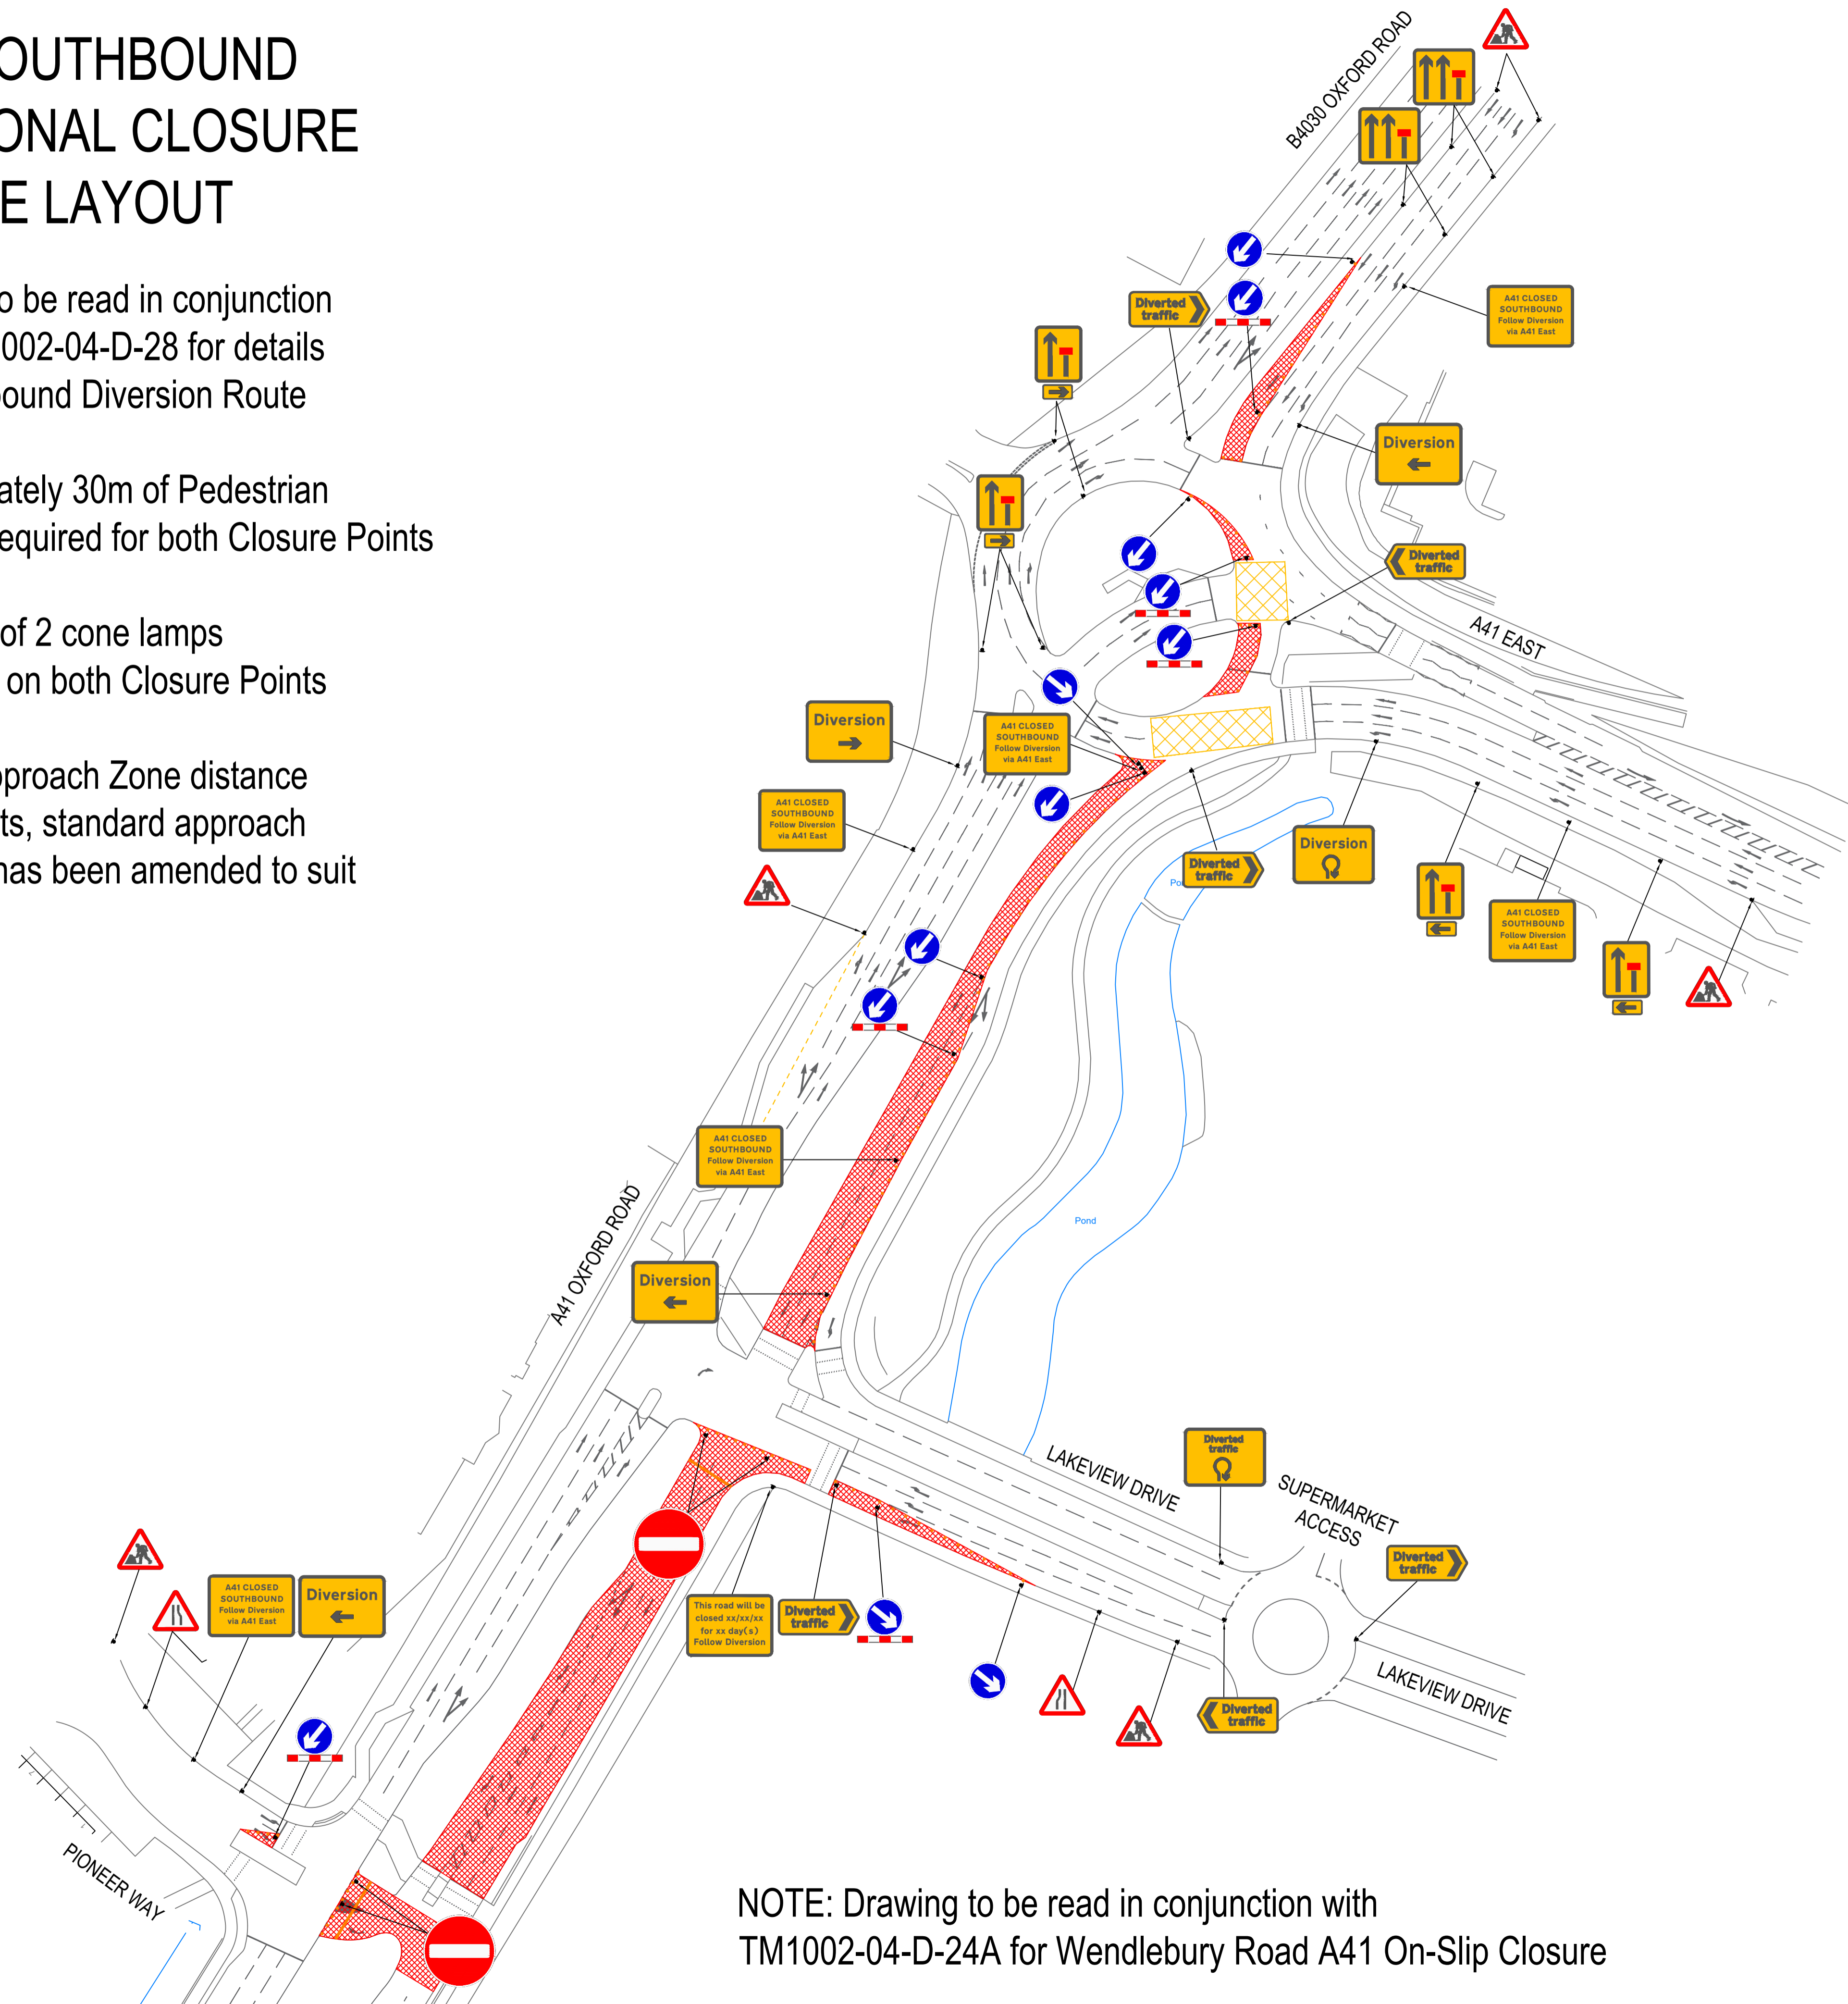 OUTHBOUND
ONAL CLOSURE
E LAYOUT
o be read in conjunction
002-04-D-28 for details
ound Diversion Route
ately 30m of Pedestrian
equired for both Closure Points
of 2 cone lamps
on both Closure Points
pproach Zone distance
ts, standard approach
has been amended to suit
B4030 OXFORD ROAD
Diverted
traffic
A41 CLOSED
SOUTHBOUND
Follow Diversion
via A41 East
Diversion
Diverted
traffic
A41 EAST
Diversion
A41 CLOSED
SOUTHBOUND
Follow Diversion
via A41 East
A41 CLOSED
SOUTHBOUND
Follow Diversion
via A41 East
Diverted
traffic
Diversion
A41 CLOSED
SOUTHBOUND
Follow Diversion
via A41 East
A41 CLOSED
SOUTHBOUND
Follow Diversion
via A41 East
Pond
A41 OXFORD ROAD
Diversion
LAKEVIEW DRIVE
Diverted
traffic
SUPERMARKET
ACCESS
Diverted
traffic
A41 CLOSED
SOUTHBOUND
Follow Diversion
via A41 East
Diversion
This road will be
closed xx/xx/xx
for xx day(s)
Follow Diversion
Diverted
traffic
Diverted
traffic
LAKEVIEW DRIVE
PIONEER WAY
NOTE: Drawing to be read in conjunction with
TM1002-04-D-24A for Wendlebury Road A41 On-Slip Closure